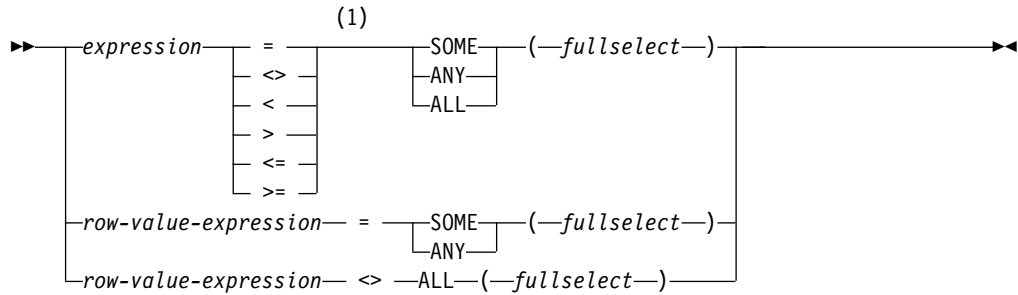 (1)
expression = SOME ( fullselect )
<> ANY
< ALL
>
<=
>=
row-value-expression = SOME ( fullselect )
ANY
row-value-expression <> ALL ( fullselect )